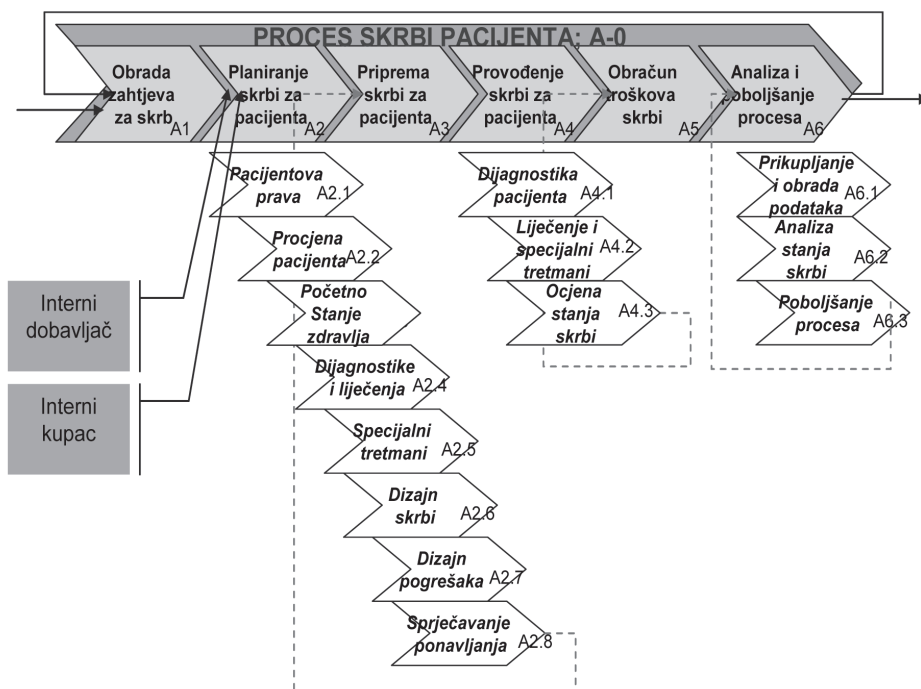 PROCES SKRBI PACIJENTA; A-0
Obrada
zahtjeva
za skrb
A1
Planiranje
skrbi za
pacijenta
A2
Priprema
skrbi za
pacijenta
A3
Provođenje
skrbi za
pacijenta
A4
Obračun
troškova
skrbi
A5
Analiza i
poboljšanje
procesa
A6
Pacijentova
prava
A2.1
Procjena
pacijenta
A2.2
Početno
Stanje
zdravlja
Dijagnostike
i liječenja
A2.4
Specijalni
tretmani
A2.5
Dizajn
skrbi
A2.6
Dizajn
pogrešaka
A2.7
Sprječavanje
ponavljanja
A2.8
Dijagnostika
pacijenta
A4.1
Liječenje i
specijalni
tretmani
A4.2
Ocjena
stanja
skrbi
A4.3
Prikupljanje
i obrada
podataka
A6.1
Analiza
stanja
skrbi
A6.2
Poboljšanje
procesa
A6.3
Interni
dobavljač
Interni
kupac